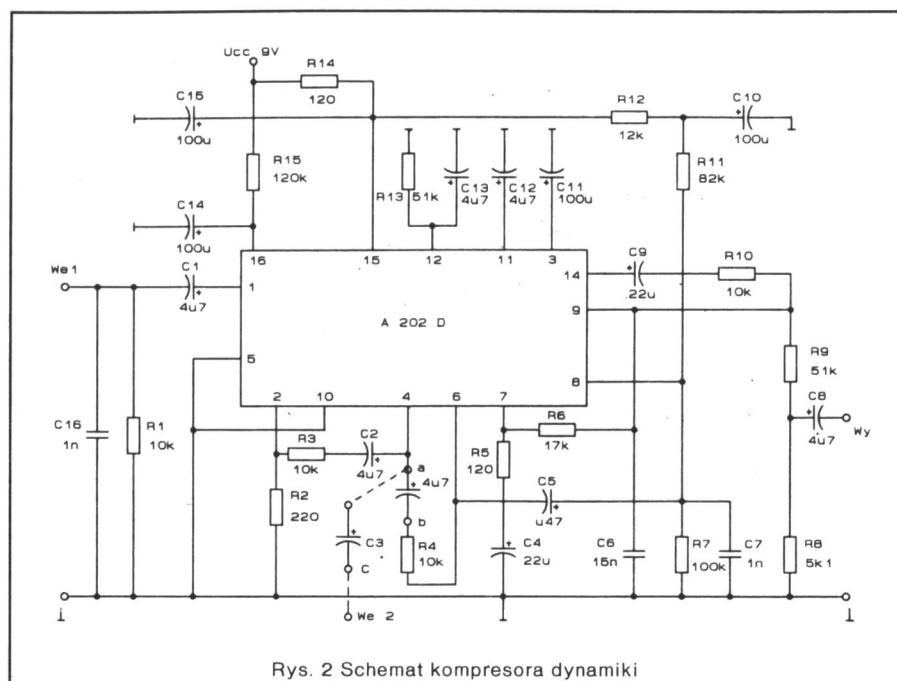 Ucc 9V
R14
120
C15
100u
R12
12k
C10
100u
R15
120k
R13 51k
C13
4u7
C12
4u7
C11
100u
R11
82k
C14
100u
We1
C1
4u7
16
15
12
11
3
14
C9
22u
R10
10k
1
9
A 202 D
5
8
R9
51k
C8
4u7
Wy
2
10
4
6
7
C16
1n
R1
10k
R3
10k
C2
4u7
a
4u7
R6
17k
R5
120
R2
220
C5
u47
b
C3
R4
10k
C4
22u
C6
15n
R7
100k
C7
1n
R8
5k1
c
We 2
Rys. 2 Schemat kompresora dynamiki